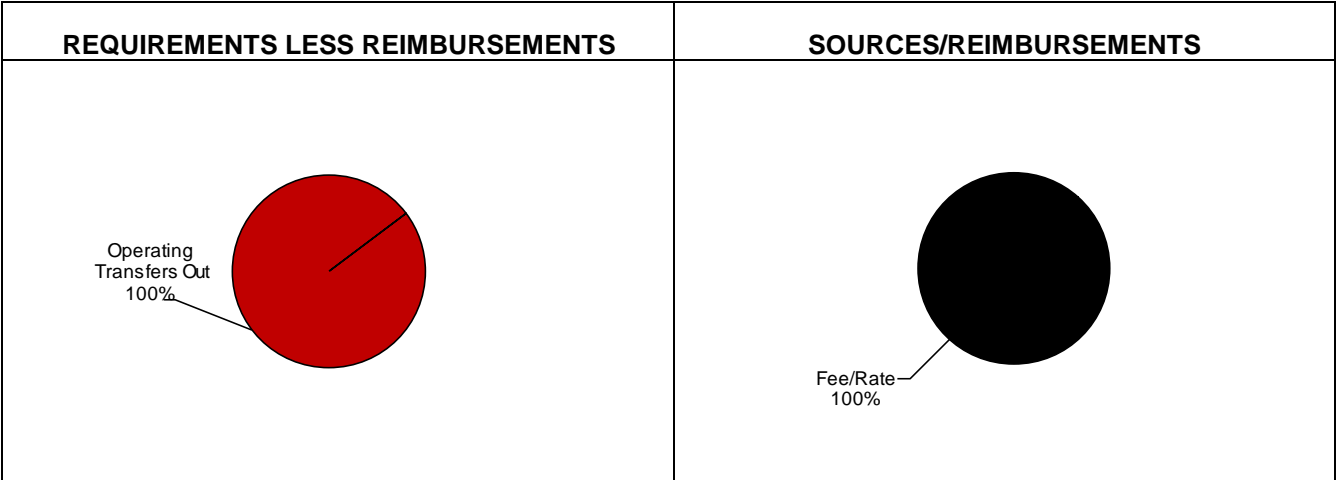 REQUIREMENTS LESS REIMBURSEMENTS
SOURCES/REIMBURSEMENTS
Operating
Transfers Out
100%
Fee/Rate
100%